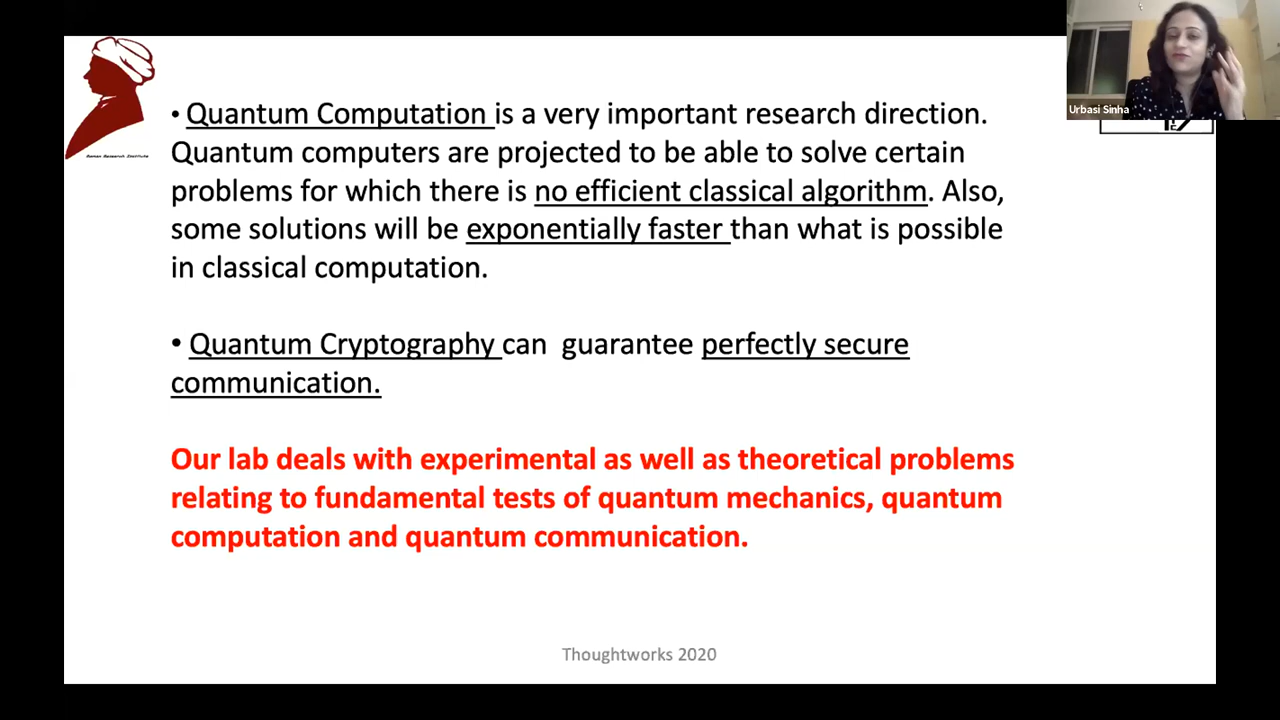 Raman Research Institute
Urbasi Sinha
• Quantum Computation is a very important research direction.
Quantum computers are projected to be able to solve certain
problems for which there is no efficient classical algorithm. Also,
some solutions will be exponentially faster than what is possible
in classical computation.
• Quantum Cryptography can guarantee perfectly secure
communication.
Our lab deals with experimental as well as theoretical problems
relating to fundamental tests of quantum mechanics, quantum
computation and quantum communication.
Thoughtworks 2020